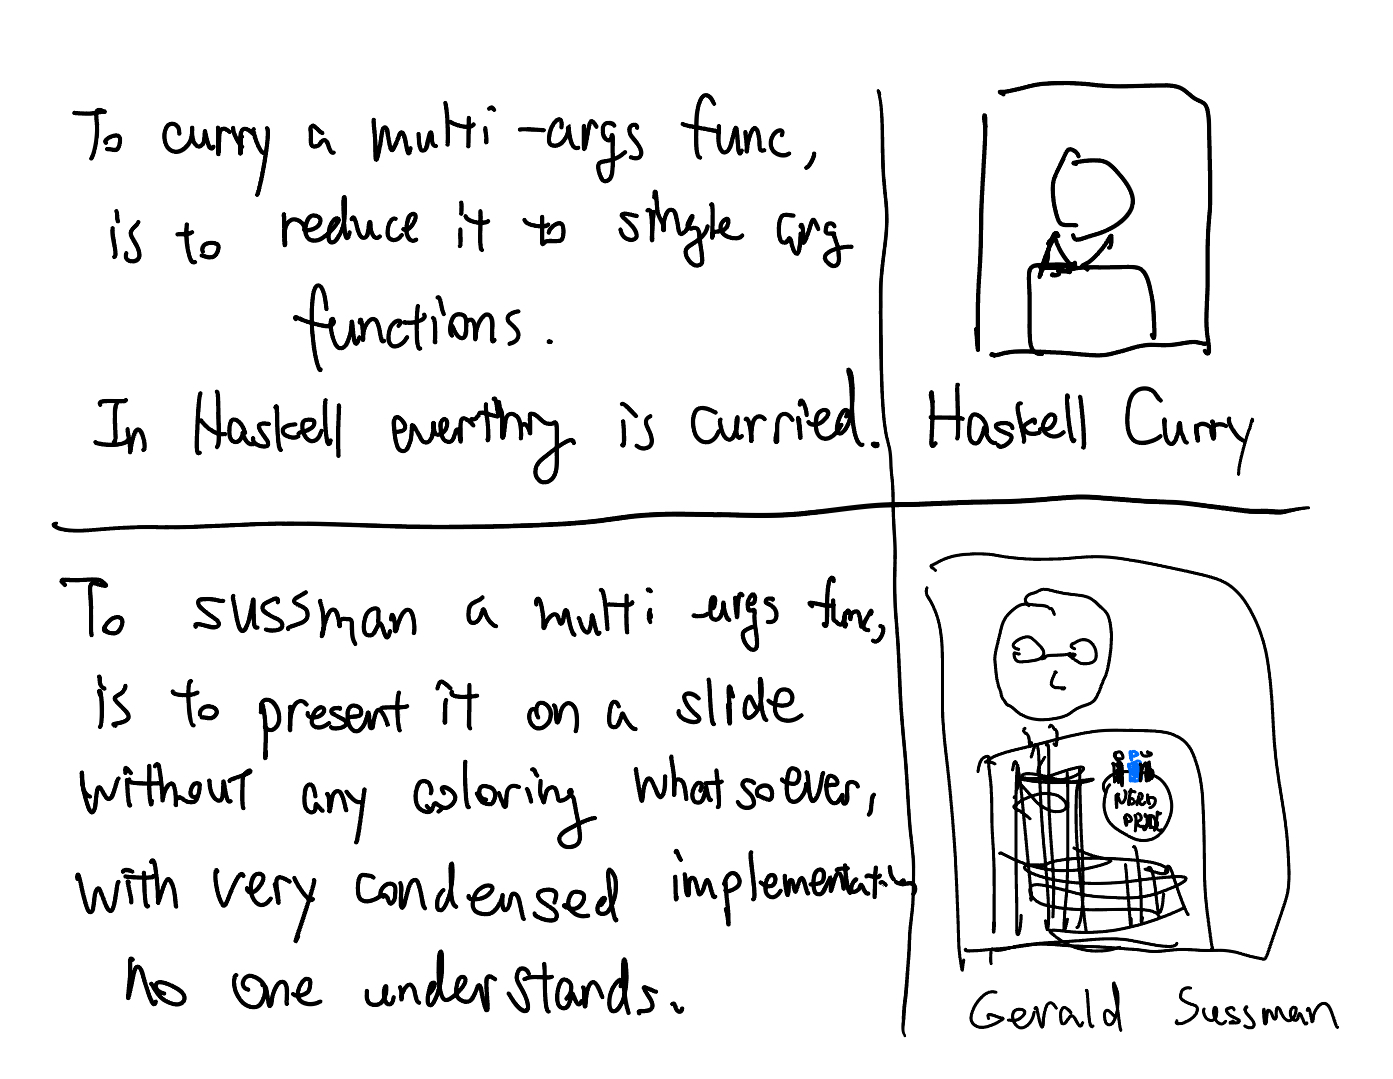 To curry a multi-args func,
is to reduce it to single arg
functions.
In Haskell everthng is curried.
Haskell Curry
To sussman a multi args func,
is to present it on a slide
without any coloring whatsoever,
with very condensed implementation
no one understands.
NERD
PRIDE
Gerald Sussman